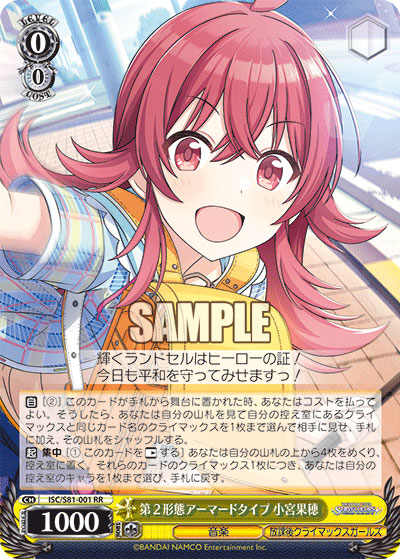 LEVEL
0
0
COST
SAMPLE
輝くランドセルはヒーローの証！
今日も平和を守ってみせますっ！
自 ［②］ このカードが手札から舞台に置かれた時、あなたはコストを払って
よい。そうしたら、あなたは自分の山札を見て自分の控え室にあるクライ
マックスと同じカード名のクライマックスを1枚まで選んで相手に見せ、手札
に加え、その山札をシャッフルする。
起 集中 ［① このカードを する］ あなたは自分の山札の上から4枚をめくり、
控え室に置く。それらのカードのクライマックス1枚につき、あなたは自分の
控え室のキャラを1枚まで選び、手札に戻す。
CH
ISC/S81-001 RR
第２形態アーマードタイプ 小宮果穂
POWER
1000
SOUL
音楽
放課後クライマックスガールズ
©BANDAI NAMCO Entertainment Inc.